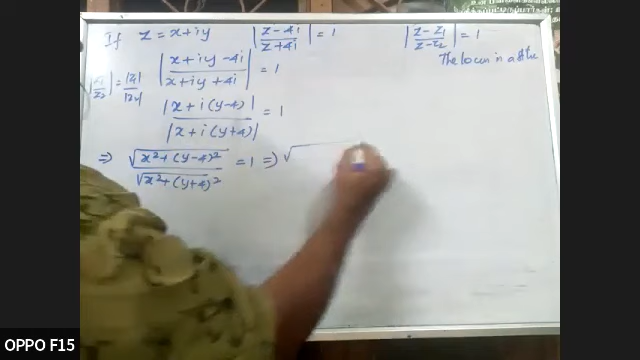 If z = x+iy |z-4i / z+4i| = 1 |z-z1 / z-z2| = 1
|x+iy-4i / x+iy+4i| = 1 The locus is a
|z1/z2| = |z1|/|z2|
|x+i(y-4)| / |x+i(y+4)| = 1
⇒ √x²+(y-4)² / √x²+(y+4)² = 1 ⇒ √
OPPO F15